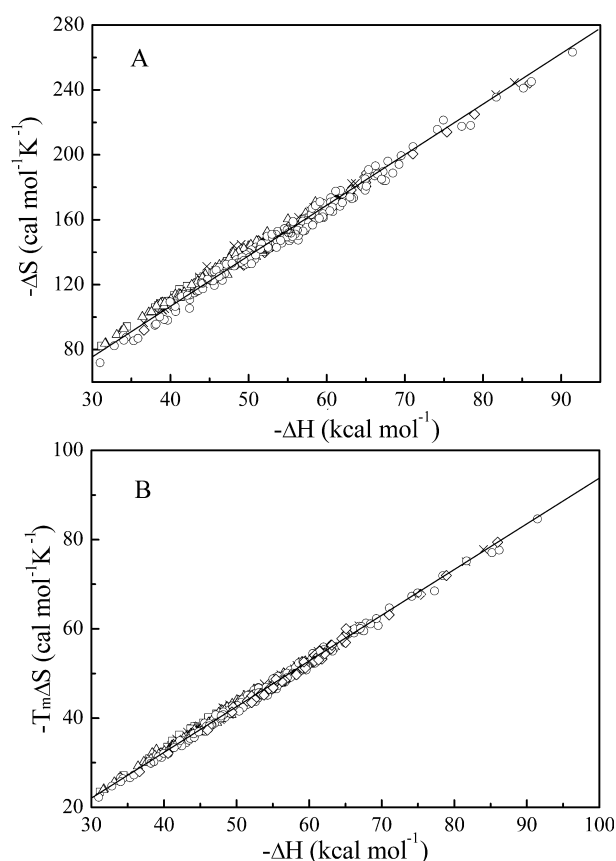 A
280
240
200
160
120
80
-ΔS (cal mol⁻¹K⁻¹)
30 40 50 60 70 80 90
-ΔH (kcal mol⁻¹)
B
100
80
60
40
20
-TₘΔS (cal mol⁻¹K⁻¹)
30 40 50 60 70 80 90 100
-ΔH (kcal mol⁻¹)